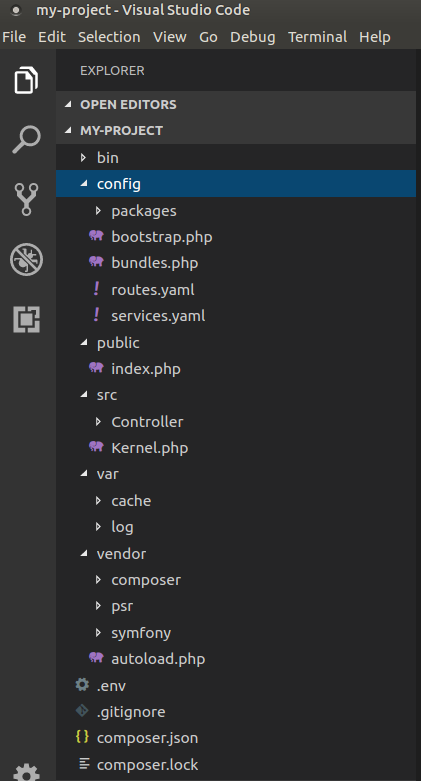 my-project - Visual Studio Code
File Edit Selection View Go Debug Terminal Help
EXPLORER
OPEN EDITORS
MY-PROJECT
bin
config
packages
bootstrap.php
bundles.php
routes.yaml
services.yaml
public
index.php
src
Controller
Kernel.php
var
cache
log
vendor
composer
psr
symfony
autoload.php
.env
.gitignore
composer.json
composer.lock